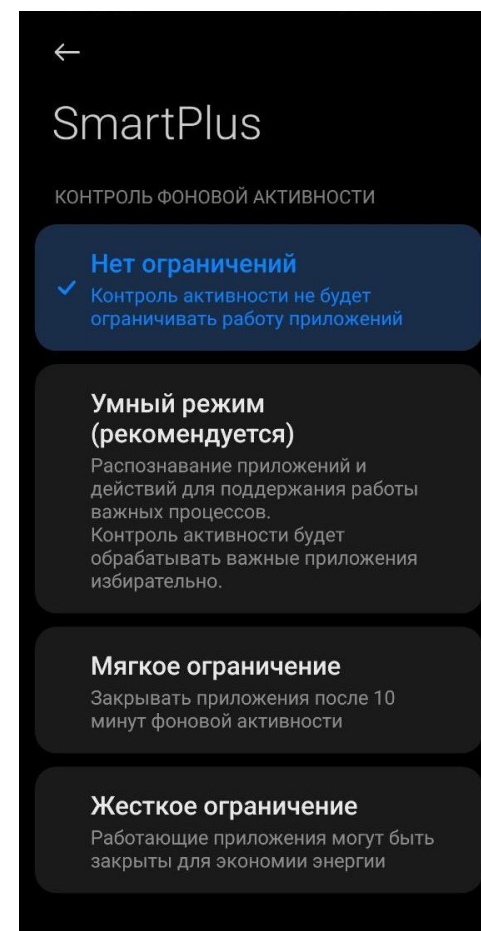 SmartPlus
КОНТРОЛЬ ФОНОВОЙ АКТИВНОСТИ
Нет ограничений
Контроль активности не будет
ограничивать работу приложений
Умный режим
(рекомендуется)
Распознавание приложений и
действий для поддержания работы
важных процессов.
Контроль активности будет
обрабатывать важные приложения
избирательно.
Мягкое ограничение
Закрывать приложения после 10
минут фоновой активности
Жесткое ограничение
Работающие приложения могут быть
закрыты для экономии энергии